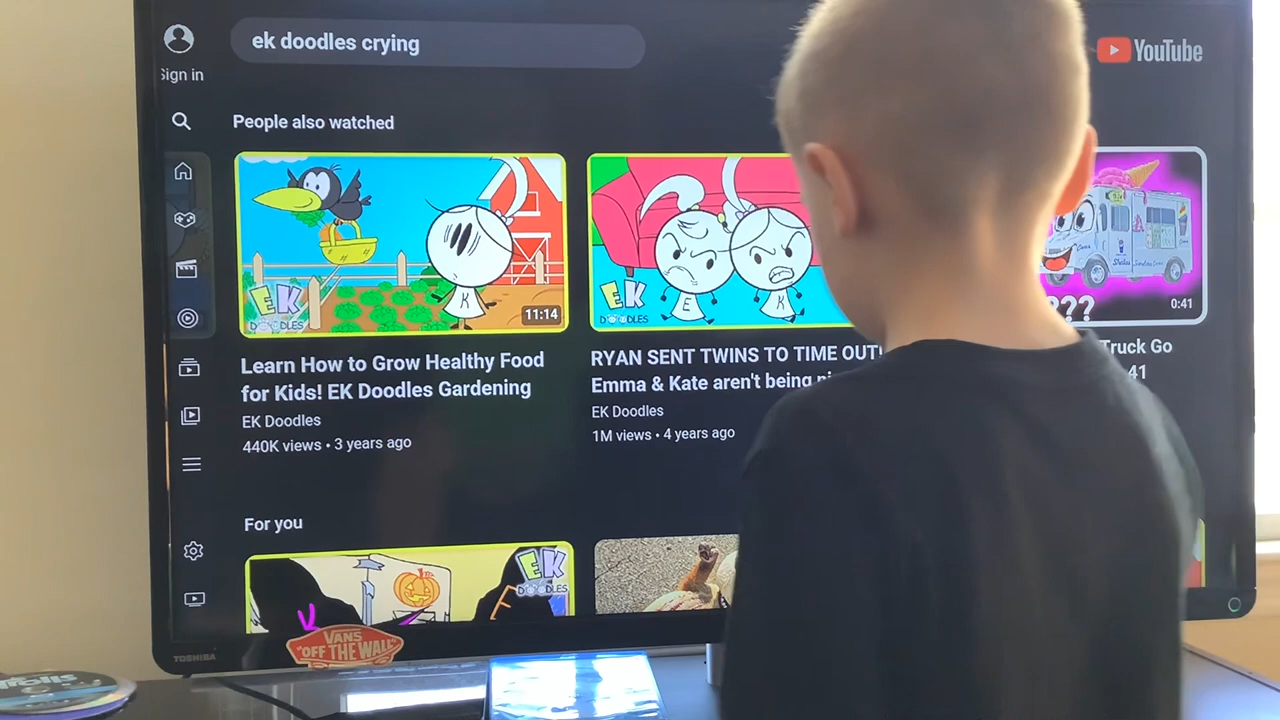 ek doodles crying
YouTube
Sign in
People also watched
EK
DOODLES
K
11:14
EK
DOODLES
E
K
???
0:41
Learn How to Grow Healthy Food
for Kids! EK Doodles Gardening
EK Doodles
440K views • 3 years ago
RYAN SENT TWINS TO TIME OUT!
Emma & Kate aren't being
EK Doodles
1M views • 4 years ago
Truck Go
41
For you
EK
DOODLES
TOSHIBA
VANS
"OFF THE WALL"
Trolls